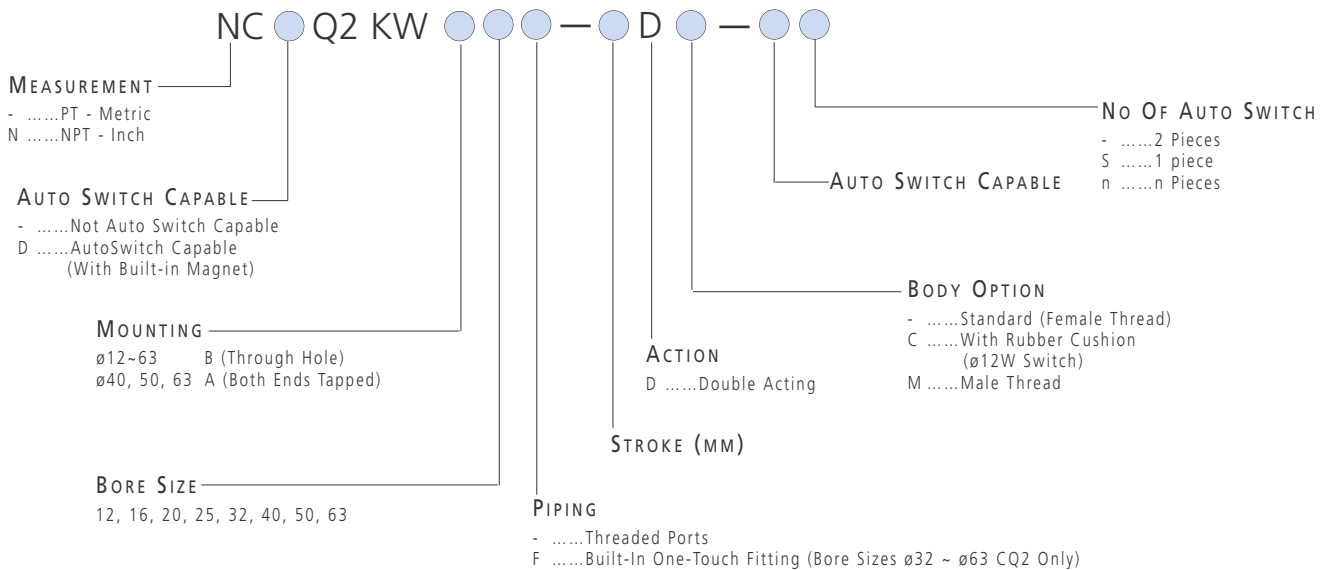 NC Q2 KW — D —
MEASUREMENT
- ......PT - Metric
N ......NPT - Inch
AUTO SWITCH CAPABLE
- ......Not Auto Switch Capable
D ......AutoSwitch Capable
(With Built-in Magnet)
MOUNTING
ø12~63 B (Through Hole)
ø40, 50, 63 A (Both Ends Tapped)
BORE SIZE
12, 16, 20, 25, 32, 40, 50, 63
PIPING
- ......Threaded Ports
F ......Built-In One-Touch Fitting (Bore Sizes ø32 ~ ø63 CQ2 Only)
STROKE (MM)
ACTION
D ......Double Acting
BODY OPTION
- ......Standard (Female Thread)
C ......With Rubber Cushion
(ø12W Switch)
M ......Male Thread
AUTO SWITCH CAPABLE
NO OF AUTO SWITCH
- ......2 Pieces
S ......1 piece
n ......n Pieces